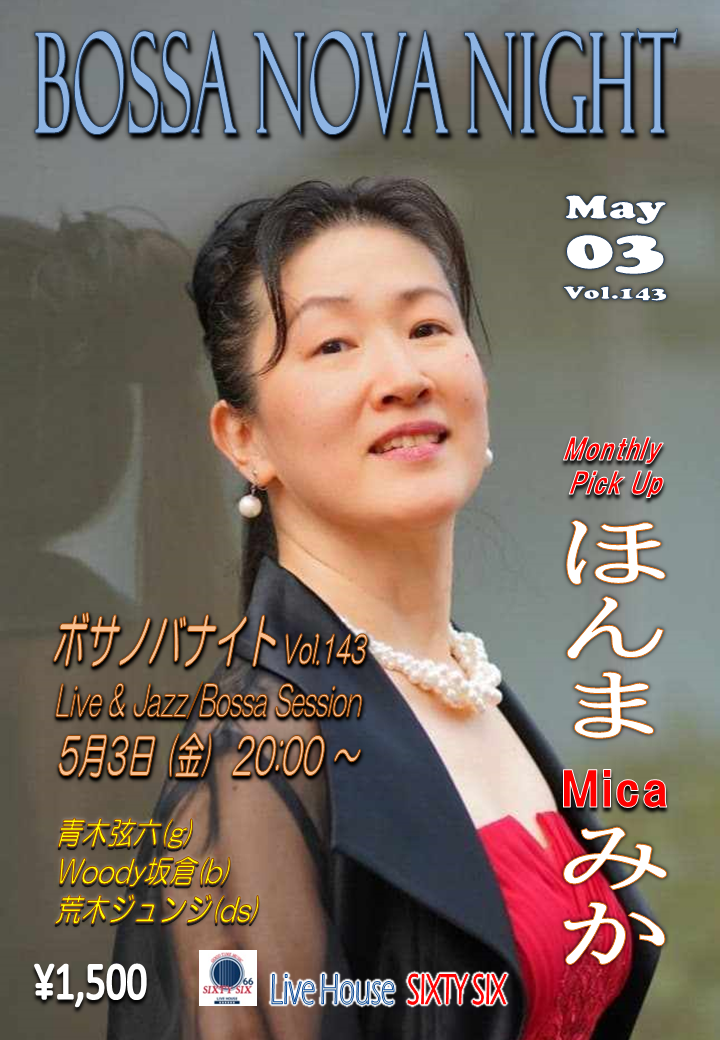 BOSSA NOVA NIGHT
May
03
Vol.143
Monthly
Pick Up
ほんま
Mica
みか
ボサノバナイト Vol.143
Live & Jazz/Bossa Session
5月3日（金） 20:00～
青木弦六(g)
Woody坂倉(b)
荒木ジュンジ(ds)
¥1,500
66
SIXTY SIX
LIVE HOUSE
Live House SIXTY SIX